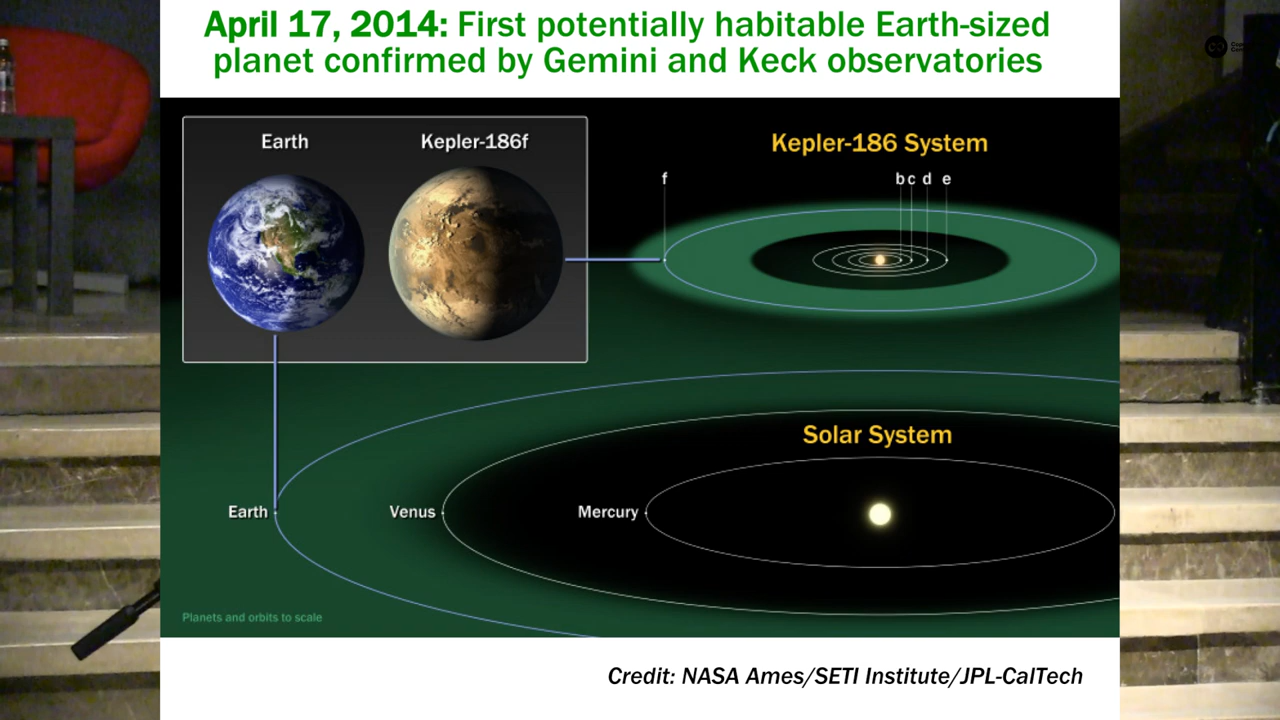 April 17, 2014: First potentially habitable Earth-sized
planet confirmed by Gemini and Keck observatories
Earth
Kepler-186f
Kepler-186 System
f
b c d e
Solar System
Earth
Venus
Mercury
Planets and orbits to scale
Credit: NASA Ames/SETI Institute/JPL-CalTech